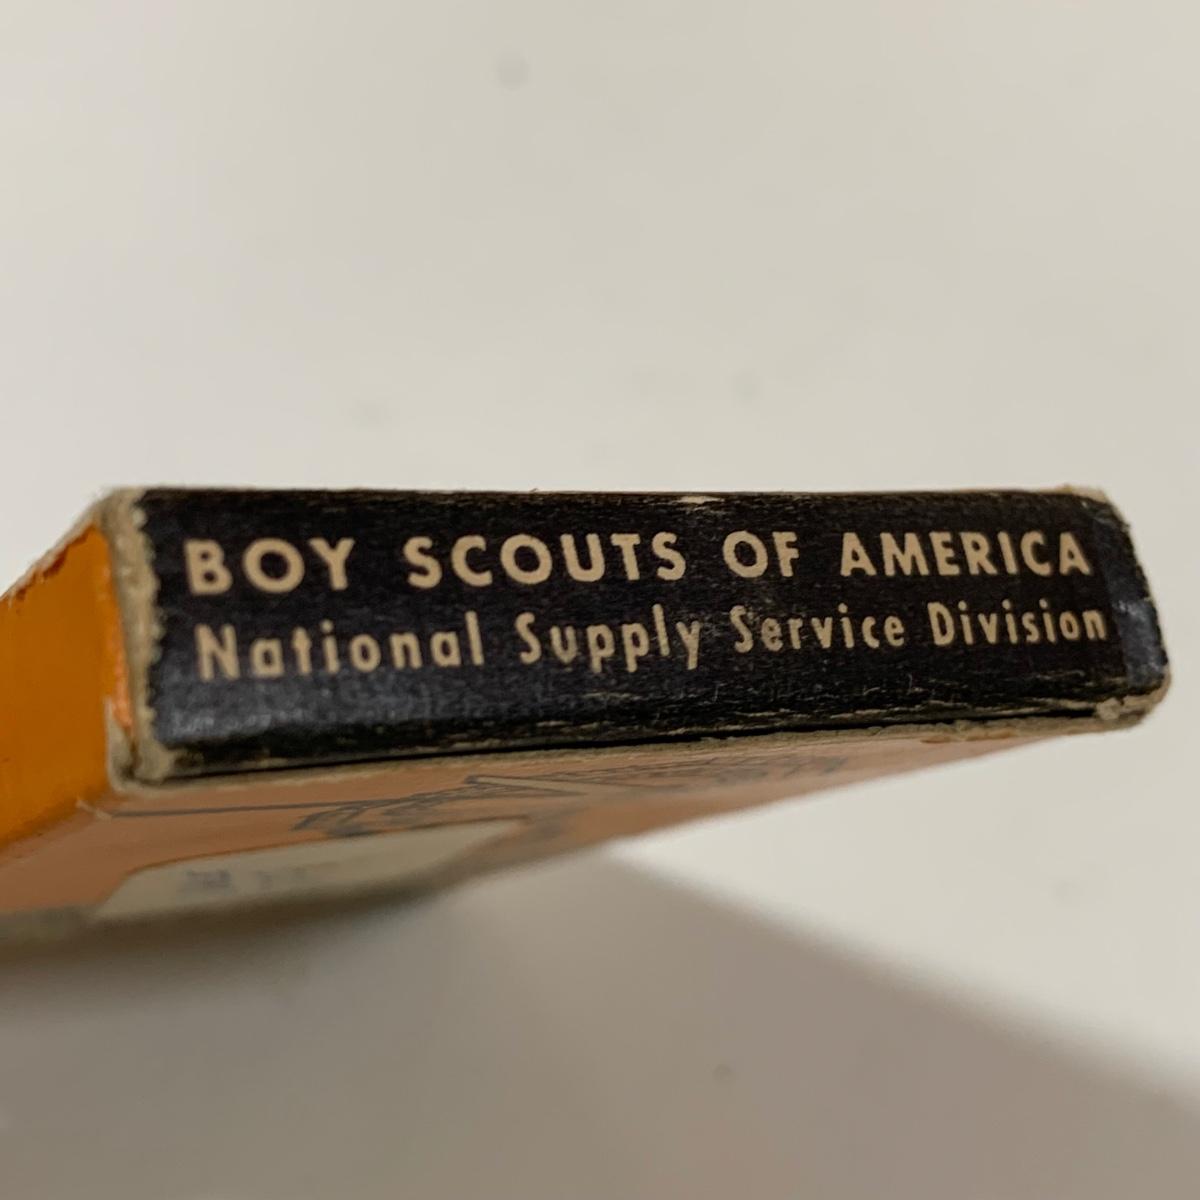 BOY SCOUTS OF AMERICA
National Supply Service Division